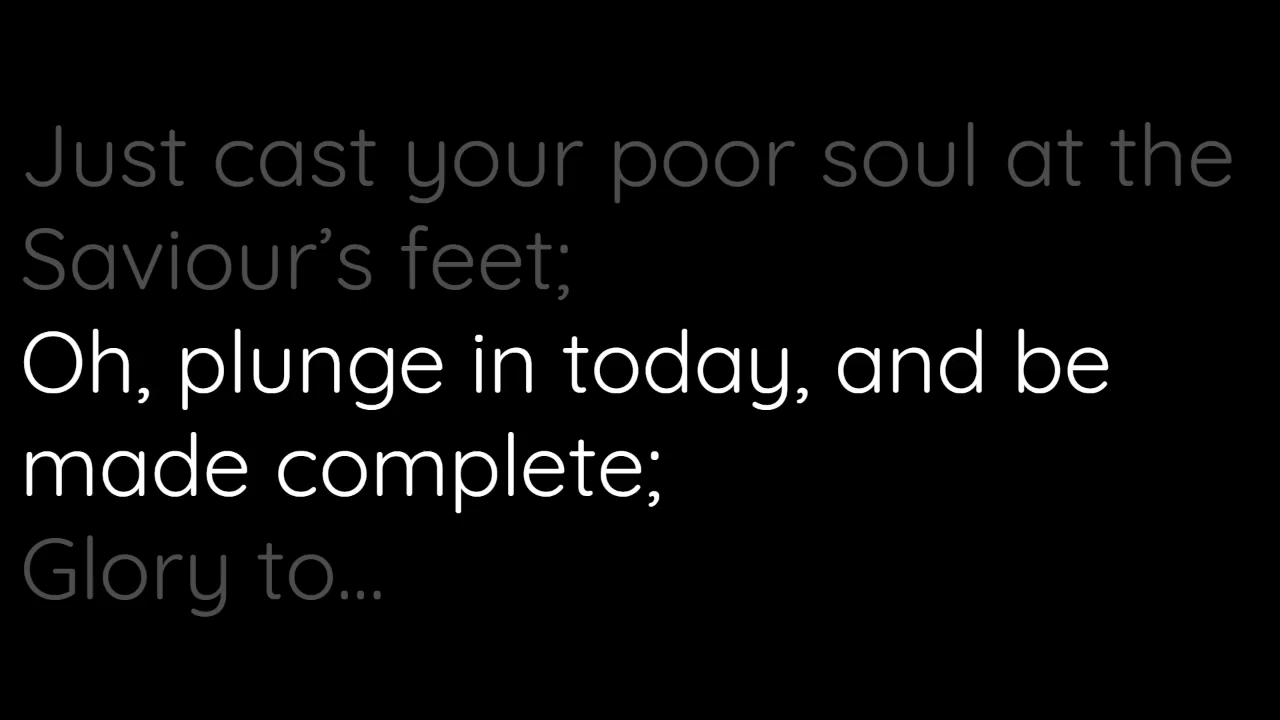 Just cast your poor soul at the
Saviour’s feet;
Oh, plunge in today, and be
made complete;
Glory to...